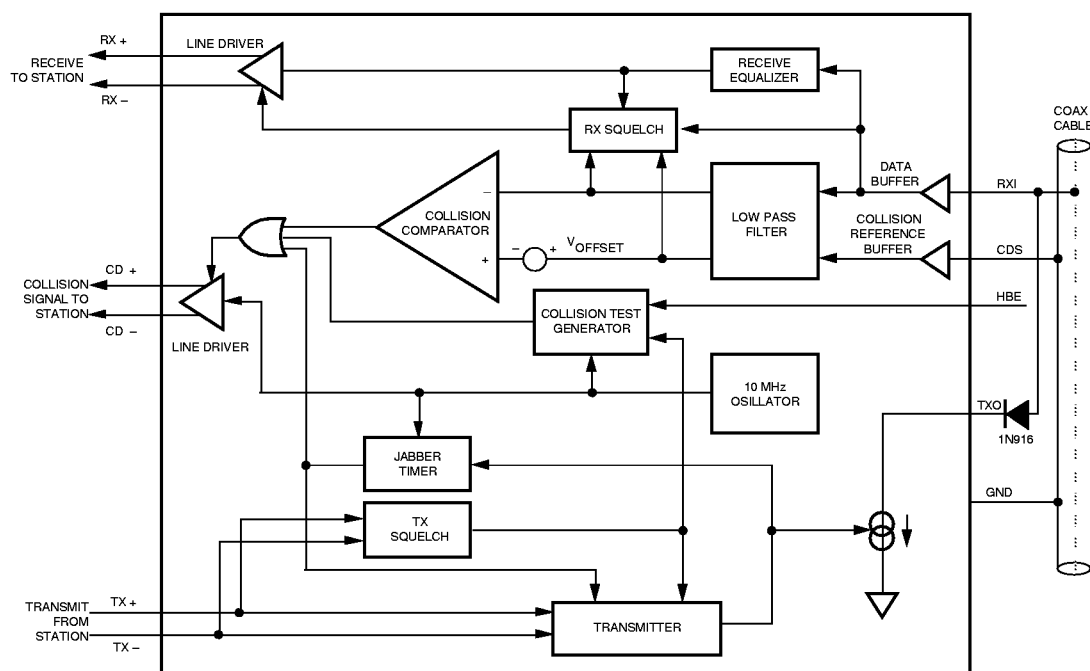 RX +
RECEIVE
TO STATION
RX –
LINE DRIVER
RECEIVE
EQUALIZER
RX SQUELCH
COAX
CABLE
DATA
BUFFER
RXI
–
COLLISION
COMPARATOR
+
– +
VOFFSET
LOW PASS
FILTER
COLLISION
REFERENCE
BUFFER
CDS
CD +
COLLISION
SIGNAL TO
STATION
CD –
LINE DRIVER
COLLISION TEST
GENERATOR
HBE
10 MHz
OSILLATOR
TXO
1N916
JABBER
TIMER
GND
TX
SQUELCH
TRANSMIT
FROM
STATION
TX +
TX –
TRANSMITTER